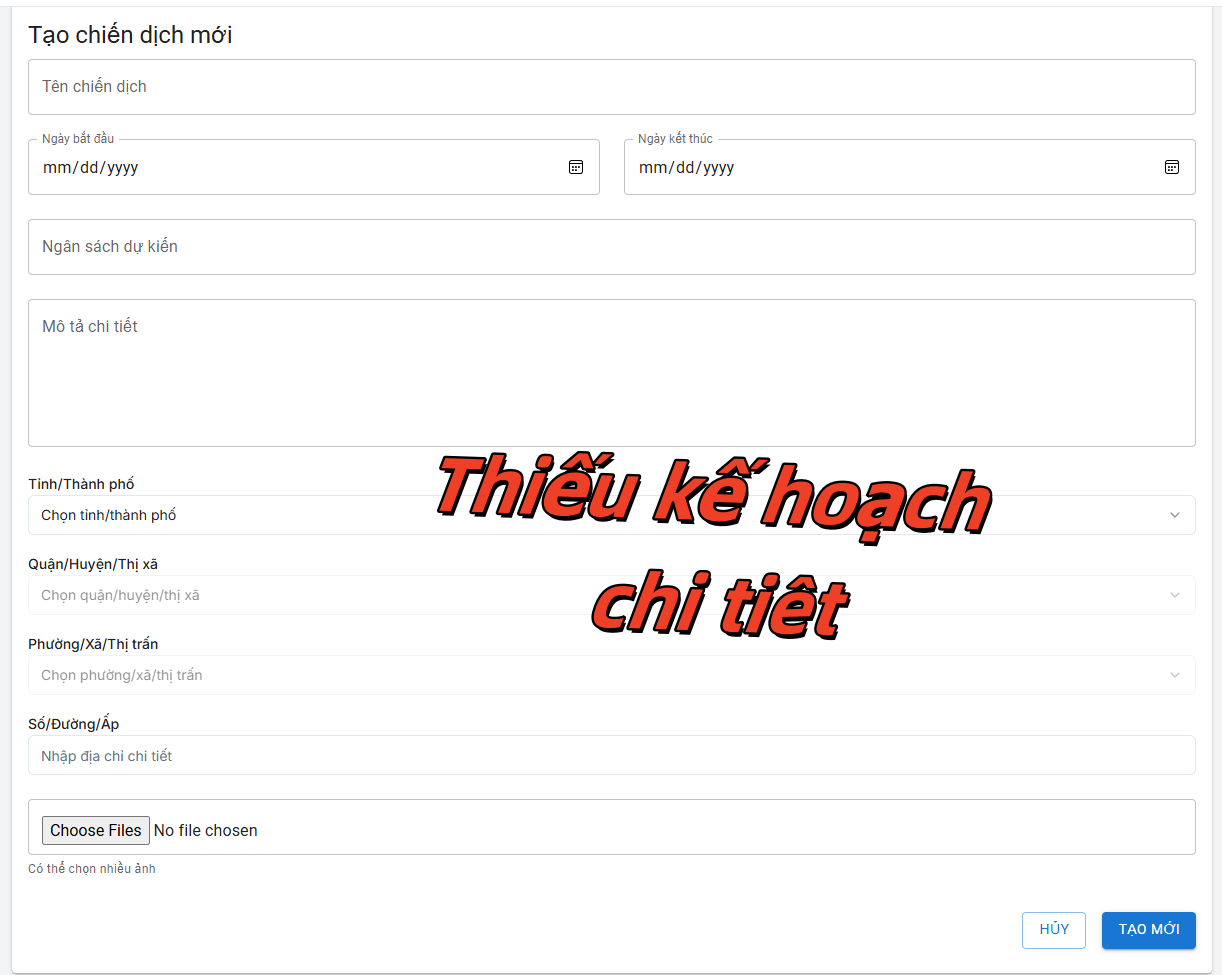 Tạo chiến dịch mới
Tên chiến dịch
Ngày bắt đầu
Ngày kết thúc
mm/dd/yyyy
mm/dd/yyyy
Ngân sách dự kiến
Mô tả chi tiết
Thiếu kế hoạch
Tỉnh/Thành phố
Chọn tỉnh/thành phố
Quận/Huyện/Thị xã
chi tiết
Chọn quận/huyện/thị xã
Phường/Xã/Thị trấn
Chọn phường/xã/thị trấn
Số/Đường/Ấp
Nhập địa chỉ chi tiết
Choose Files No file chosen
Có thể chọn nhiều ảnh
HỦY
TẠO MỚI